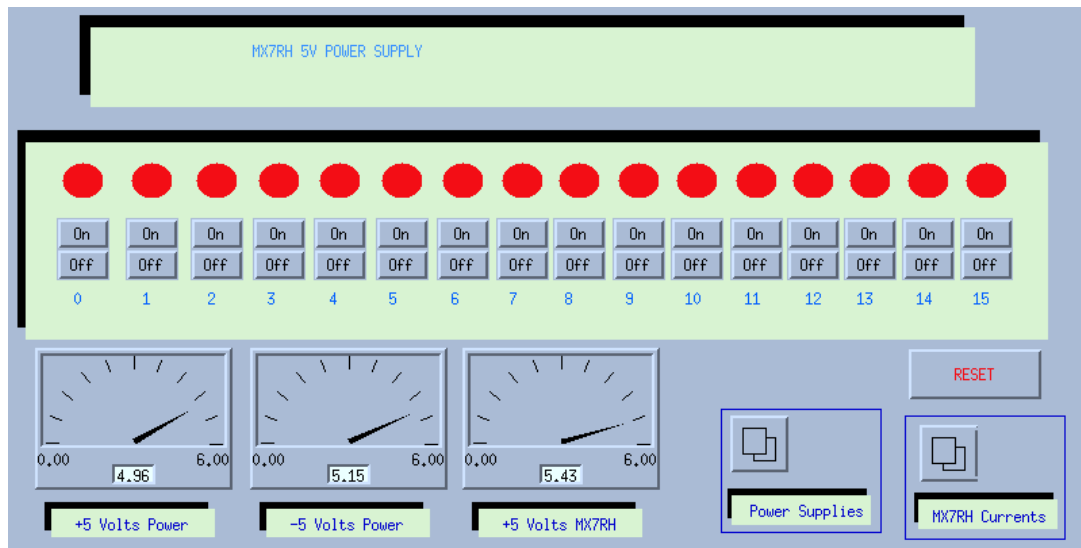 MX7RH 5V POWER SUPPLY
On On On On On On On On On On On On On On On On
Off Off Off Off Off Off Off Off Off Off Off Off Off Off Off Off
0 1 2 3 4 5 6 7 8 9 10 11 12 13 14 15
0.00 6.00 0.00 6.00 0.00 6.00
4.96 5.15 5.43
+5 Volts Power -5 Volts Power +5 Volts MX7RH
RESET
Power Supplies
MX7RH Currents